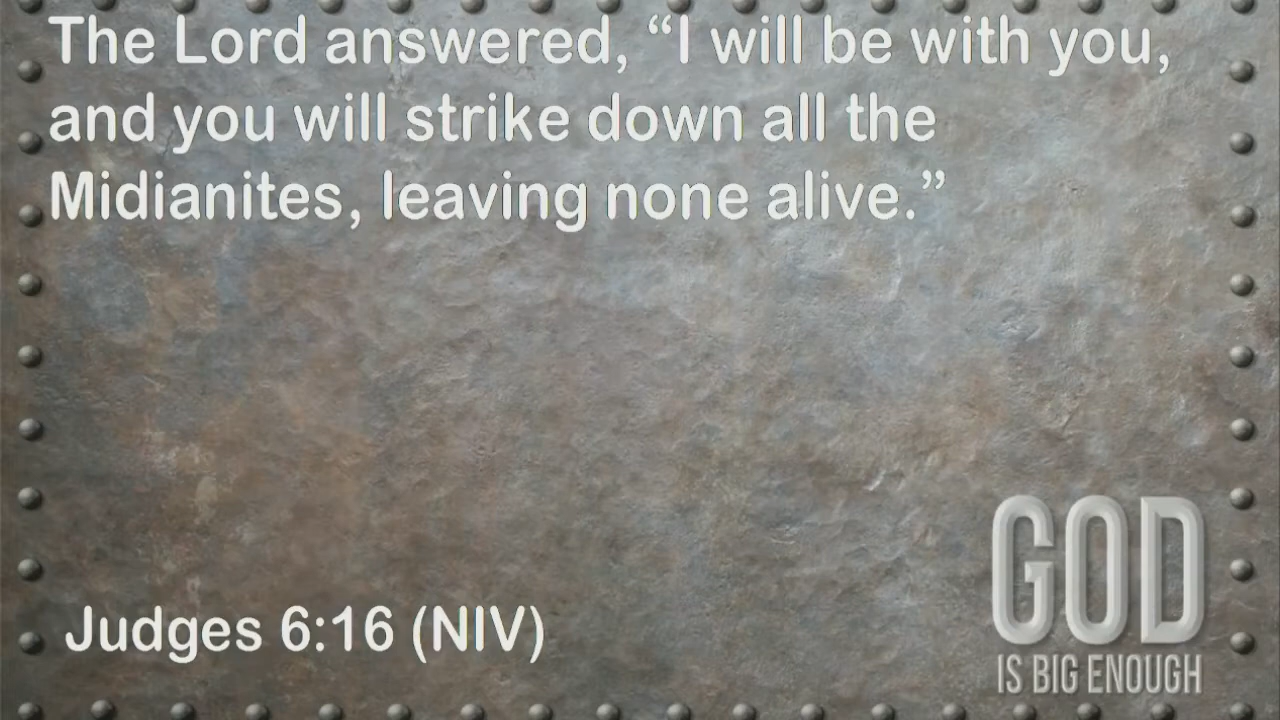 The Lord answered, “I will be with you,
and you will strike down all the
Midianites, leaving none alive.”
Judges 6:16 (NIV)
GOD
IS BIG ENOUGH